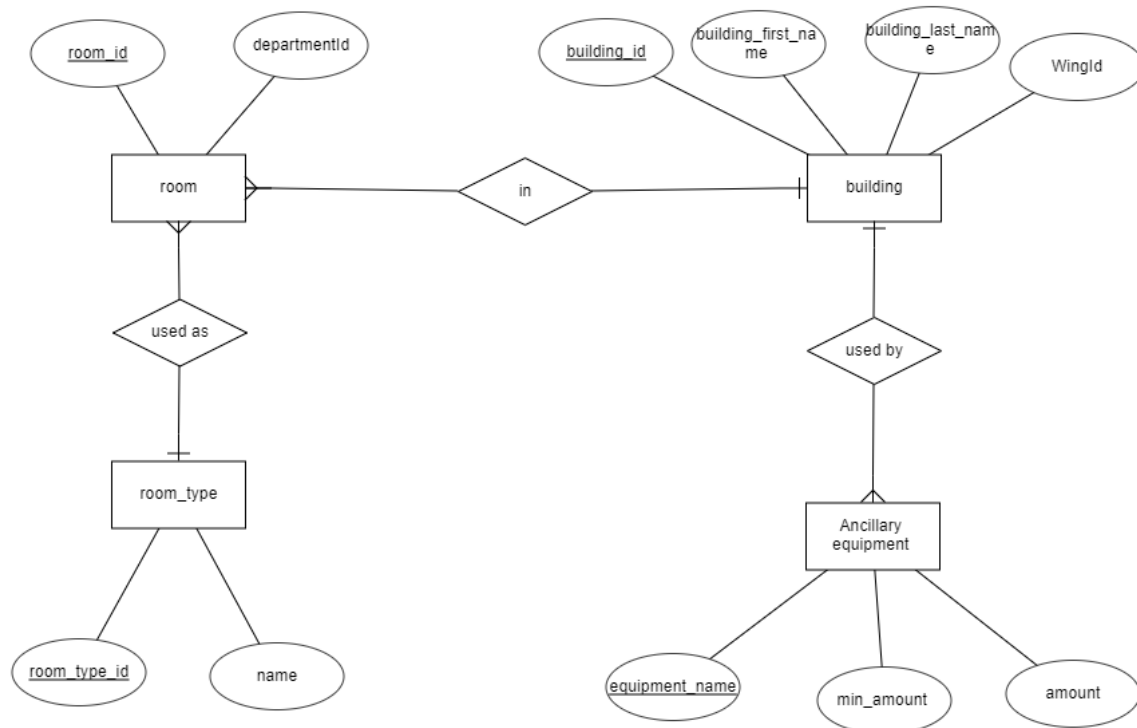 room_id
departmentId
building_id
building_first_na
me
building_last_nam
e
WingId
room
in
building
used as
used by
room_type
Ancillary
equipment
room_type_id
name
equipment_name
min_amount
amount